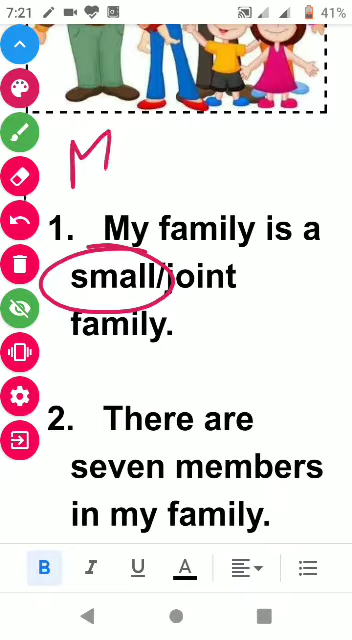 7:21
41%
M
1. My family is a
small/joint
family.
2. There are
seven members
in my family.
B I U A